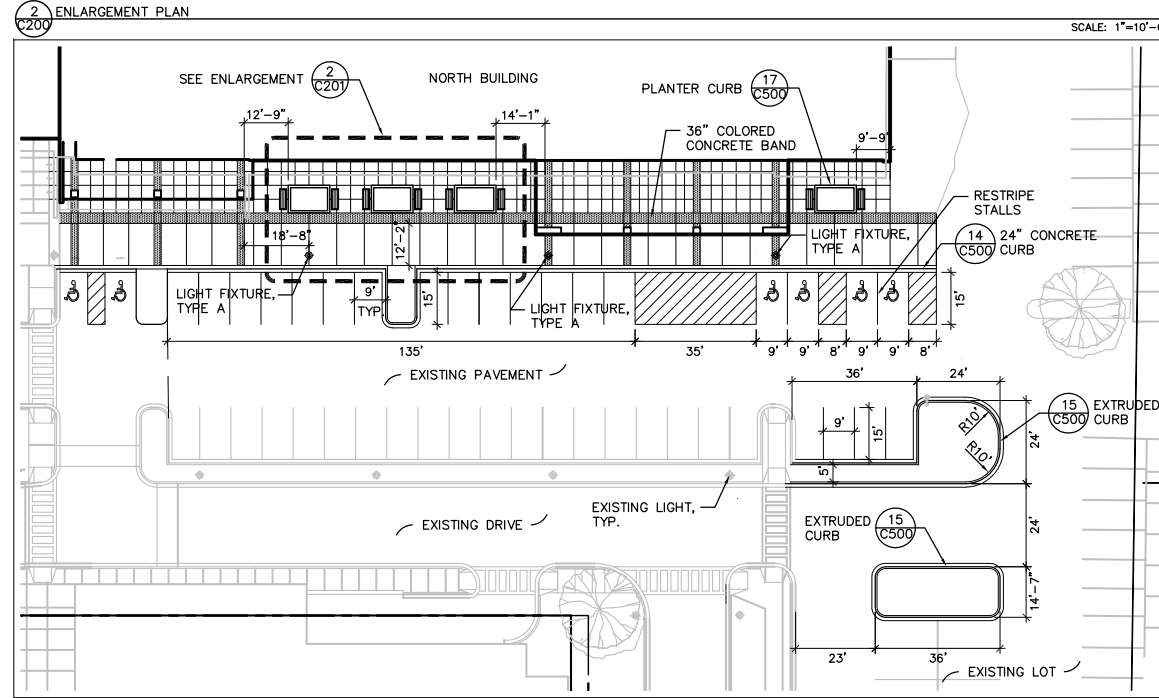 2
C200
ENLARGEMENT PLAN
SCALE: 1"=10'-
SEE ENLARGEMENT
2
C201
NORTH BUILDING
PLANTER CURB
17
C500
12'-9"
14'-1"
36" COLORED
CONCRETE BAND
9'-9"
RESTRIPE
STALLS
18'-8"
12'-2"
LIGHT FIXTURE,
TYPE A
14
C500
24" CONCRETE
CURB
LIGHT FIXTURE,
TYPE A
9'
TYP.
15'
LIGHT FIXTURE,
TYPE A
15'
135'
35'
9'
9'
8'
9'
9'
8'
EXISTING PAVEMENT
36'
24'
15
C500
EXTRUDED
CURB
9'
15'
R10'
R10'
24'
5'
EXISTING LIGHT,
TYP.
EXISTING DRIVE
EXTRUDED
CURB
15
C500
24'
14'-7"
23'
36'
EXISTING LOT